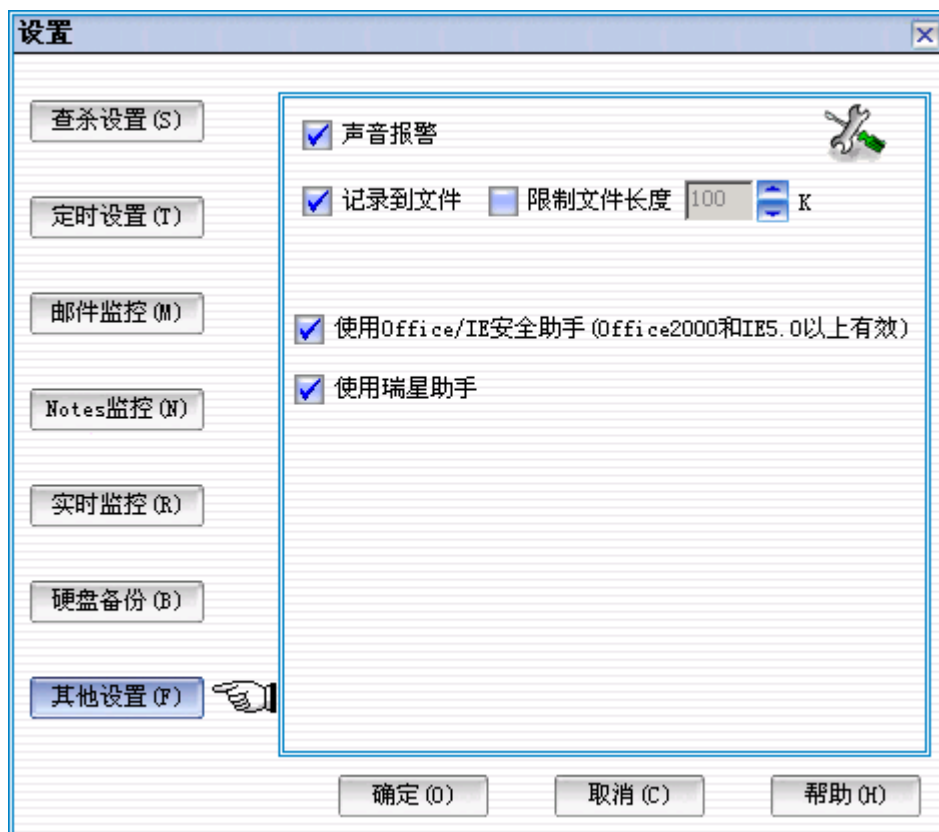 设置
查杀设置(S)
定时设置(T)
邮件监控(M)
Notes监控(N)
实时监控(R)
硬盘备份(B)
其他设置(F)
声音报警
记录到文件 限制文件长度 100 K
使用Office/IE安全助手(Office2000和IE5.0以上有效)
使用瑞星助手
确定(O) 取消(C) 帮助(H)